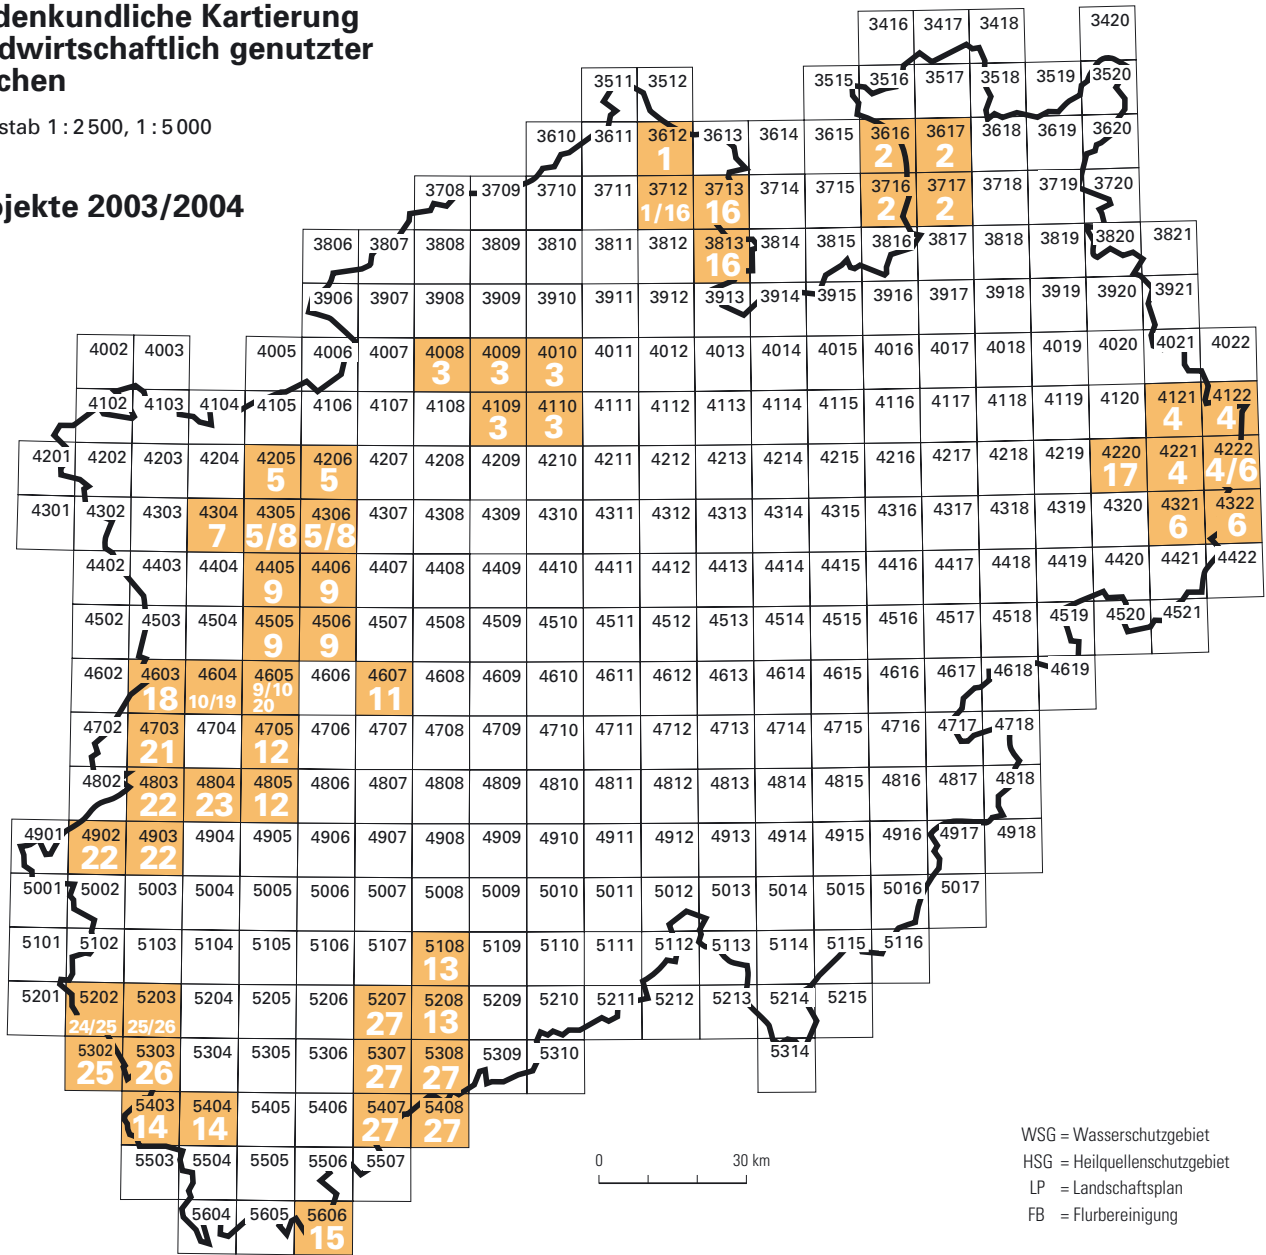 denkundliche Kartierung
dwirtschaftlich genutzter
chen
stab 1:2500, 1:5000
ojekte 2003/2004
3416 3417 3418 3420
3511 3512 3515 3516 3517 3518 3519 3520
3610 3611 3612 3613 3614 3615 3616 3617 3618 3619 3620
1 2 2
3708 3709 3710 3711 3712 3713 3714 3715 3716 3717 3718 3719 3720
1/16 16 2 2
3806 3807 3808 3809 3810 3811 3812 3813 3814 3815 3816 3817 3818 3819 3820 3821
16
3906 3907 3908 3909 3910 3911 3912 3913 3914 3915 3916 3917 3918 3919 3920 3921
4002 4003 4005 4006 4007 4008 4009 4010 4011 4012 4013 4014 4015 4016 4017 4018 4019 4020 4021 4022
3 3 3
4102 4103 4104 4105 4106 4107 4108 4109 4110 4111 4112 4113 4114 4115 4116 4117 4118 4119 4120 4121 4122
3 3 4 4
4201 4202 4203 4204 4205 4206 4207 4208 4209 4210 4211 4212 4213 4214 4215 4216 4217 4218 4219 4220 4221 4222
5 5 17 4 4/6
4301 4302 4303 4304 4305 4306 4307 4308 4309 4310 4311 4312 4313 4314 4315 4316 4317 4318 4319 4320 4321 4322
7 5/8 5/8 6 6
4402 4403 4404 4405 4406 4407 4408 4409 4410 4411 4412 4413 4414 4415 4416 4417 4418 4419 4420 4421 4422
9 9
4502 4503 4504 4505 4506 4507 4508 4509 4510 4511 4512 4513 4514 4515 4516 4517 4518 4519 4520 4521
9 9
4602 4603 4604 4605 4606 4607 4608 4609 4610 4611 4612 4613 4614 4615 4616 4617 4618 4619
18 10/19 9/10 11
20
4702 4703 4704 4705 4706 4707 4708 4709 4710 4711 4712 4713 4714 4715 4716 4717 4718
21 12
4802 4803 4804 4805 4806 4807 4808 4809 4810 4811 4812 4813 4814 4815 4816 4817 4818
22 23 12
4901 4902 4903 4904 4905 4906 4907 4908 4909 4910 4911 4912 4913 4914 4915 4916 4917 4918
22 22
5001 5002 5003 5004 5005 5006 5007 5008 5009 5010 5011 5012 5013 5014 5015 5016 5017
5101 5102 5103 5104 5105 5106 5107 5108 5109 5110 5111 5112 5113 5114 5115 5116
13
5201 5202 5203 5204 5205 5206 5207 5208 5209 5210 5211 5212 5213 5214 5215
24/25 25/26 27 13
5302 5303 5304 5305 5306 5307 5308 5309 5310 5314
25 26 27 27
5403 5404 5405 5406 5407 5408
14 14 27 27
5503 5504 5505 5506 5507
5604 5605 5606
15
0 30 km
WSG = Wasserschutzgebiet
HSG = Heilquellenschutzgebiet
LP = Landschaftsplan
FB = Flurbereinigung